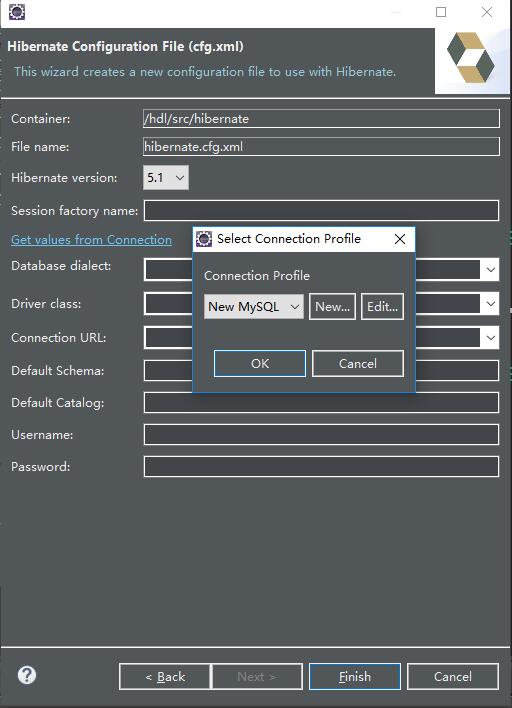 Hibernate Configuration File (cfg.xml)
This wizard creates a new configuration file to use with Hibernate.
Container: /hdl/src/hibernate
File name: hibernate.cfg.xml
Hibernate version: 5.1
Session factory name:
Get values from Connection
Select Connection Profile
Connection Profile
New MySQL New... Edit...
OK Cancel
Database dialect:
Driver class:
Connection URL:
Default Schema:
Default Catalog:
Username:
Password:
? < Back Next > Finish Cancel